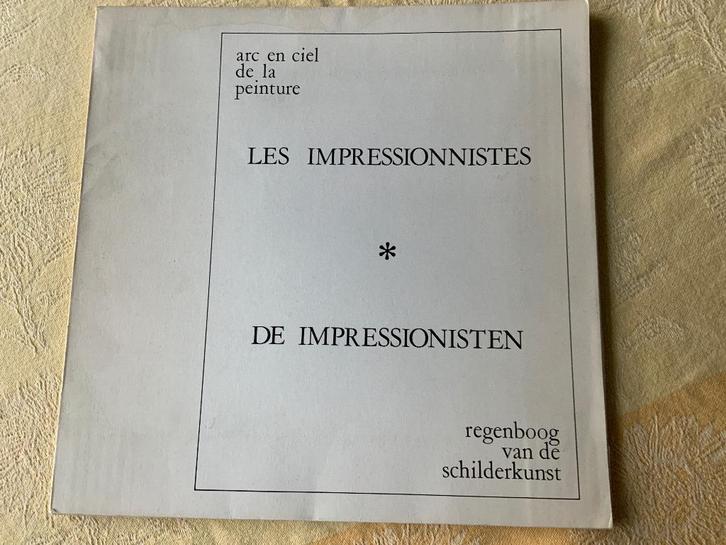 arc en ciel
de la
peinture
LES IMPRESSIONNISTES
*
DE IMPRESSIONISTEN
regenboog
van de
schilderkunst